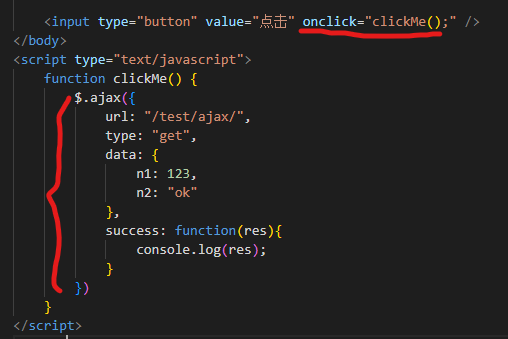 <input type="button" value="点击" onclick="clickMe();" />
</body>
<script type="text/javascript">
function clickMe() {
$.ajax({
url: "/test/ajax/",
type: "get",
data: {
n1: 123,
n2: "ok"
},
success: function(res){
console.log(res);
}
})
}
</script>